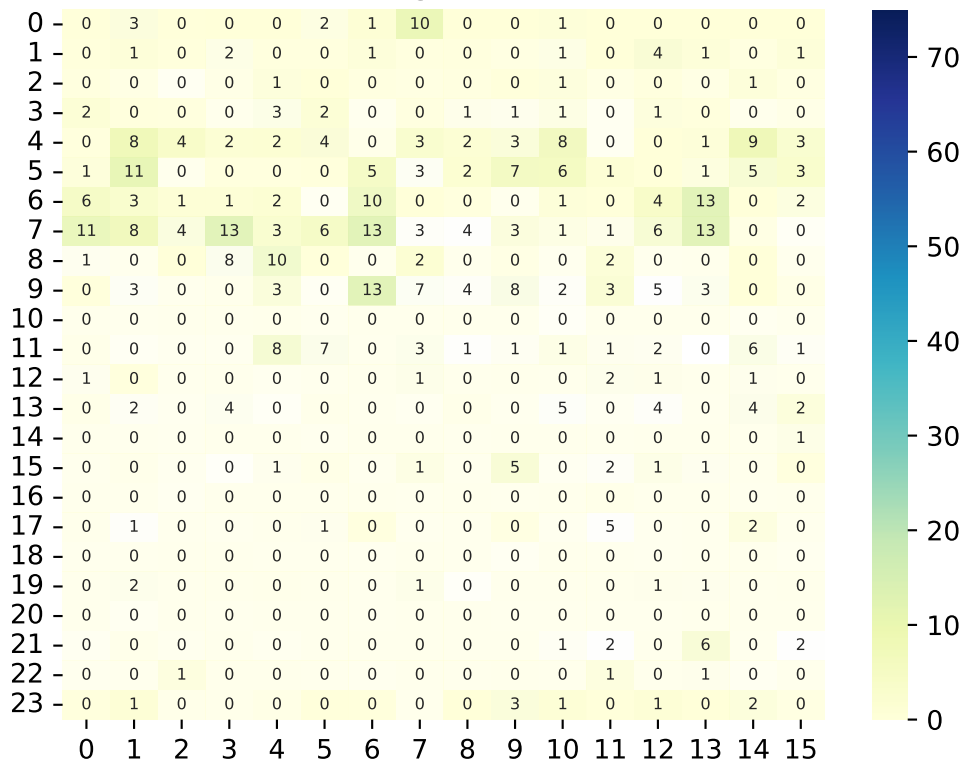 0 0 3 0 0 0 2 1 10 0 0 1 0 0 0 0 0
1 0 1 0 2 0 0 1 0 0 0 1 0 4 1 0 1
2 0 0 0 0 1 0 0 0 0 0 1 0 0 0 1 0
3 2 0 0 0 3 2 0 0 1 1 1 0 1 0 0 0
4 0 8 4 2 2 4 0 3 2 3 8 0 0 1 9 3
5 1 11 0 0 0 0 5 3 2 7 6 1 0 1 5 3
6 6 3 1 1 2 0 10 0 0 0 1 0 4 13 0 2
7 11 8 4 13 3 6 13 3 4 3 1 1 6 13 0 0
8 1 0 0 8 10 0 0 2 0 0 0 2 0 0 0 0
9 0 3 0 0 3 0 13 7 4 8 2 3 5 3 0 0
10 0 0 0 0 0 0 0 0 0 0 0 0 0 0 0 0
11 0 0 0 0 8 7 0 3 1 1 1 1 2 0 6 1
12 1 0 0 0 0 0 0 1 0 0 0 2 1 0 1 0
13 0 2 0 4 0 0 0 0 0 0 5 0 4 0 4 2
14 0 0 0 0 0 0 0 0 0 0 0 0 0 0 0 1
15 0 0 0 0 1 0 0 1 0 5 0 2 1 1 0 0
16 0 0 0 0 0 0 0 0 0 0 0 0 0 0 0 0
17 0 1 0 0 0 1 0 0 0 0 0 5 0 0 2 0
18 0 0 0 0 0 0 0 0 0 0 0 0 0 0 0 0
19 0 2 0 0 0 0 0 1 0 0 0 0 1 1 0 0
20 0 0 0 0 0 0 0 0 0 0 0 0 0 0 0 0
21 0 0 0 0 0 0 0 0 0 0 1 2 0 6 0 2
22 0 0 1 0 0 0 0 0 0 0 0 1 0 1 0 0
23 0 1 0 0 0 0 0 0 0 3 1 0 1 0 2 0
0 1 2 3 4 5 6 7 8 9 10 11 12 13 14 15
70
60
50
40
30
20
10
0